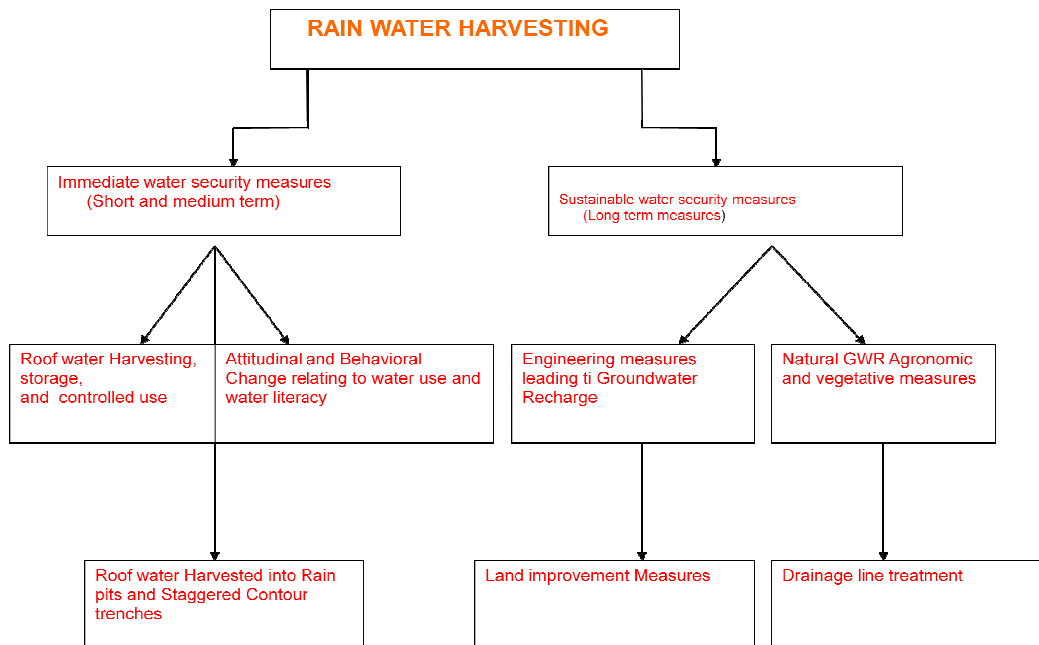 RAIN WATER HARVESTING
Immediate water security measures
(Short and medium term)
Sustainable water security measures
(Long term measures)
Roof water Harvesting,
storage,
and controlled use
Attitudinal and Behavioral
Change relating to water use and
water literacy
Engineering measures
leading ti Groundwater
Recharge
Natural GWR Agronomic
and vegetative measures
Roof water Harvested into Rain
pits and Staggered Contour
trenches
Land improvement Measures
Drainage line treatment